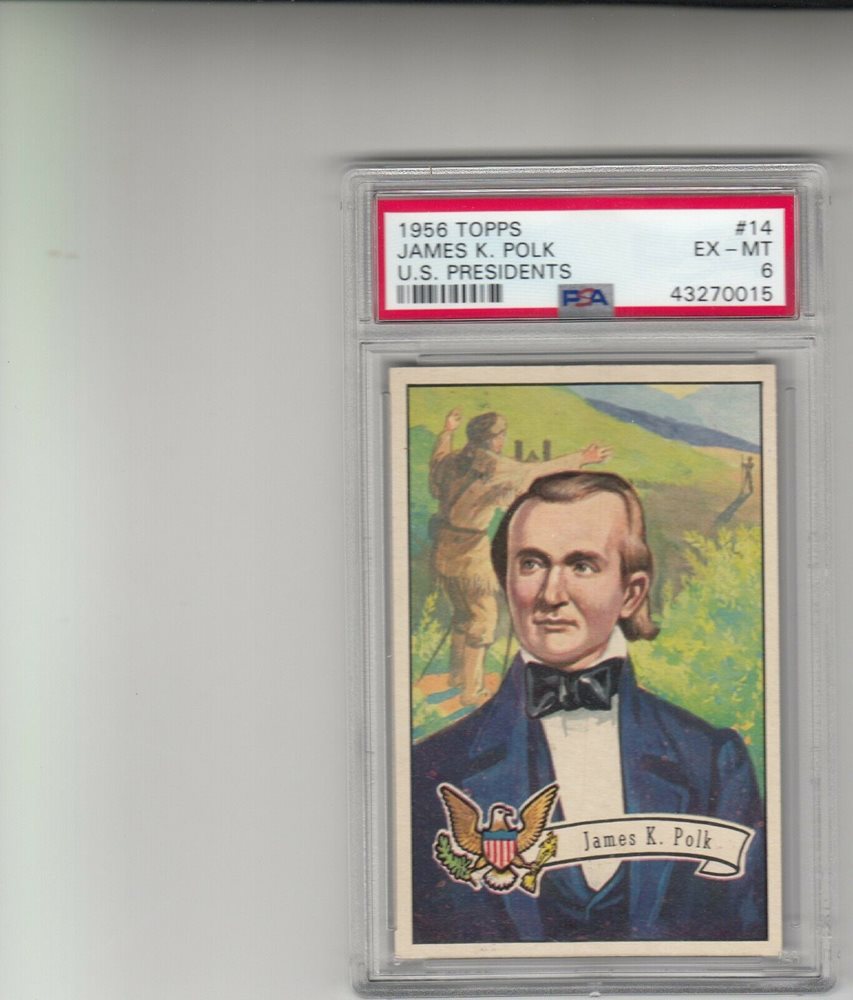 1956 TOPPS #14
JAMES K. POLK EX - MT
U.S. PRESIDENTS 6
PSA 43270015
James K. Polk